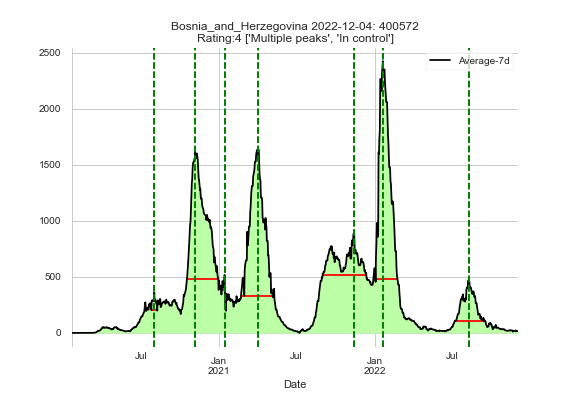 Bosnia_and_Herzegovina 2022-12-04: 400572
Rating:4 ['Multiple peaks', 'In control']
Average-7d
2500
2000
1500
1000
500
0
Jul
Jan
2021
Jul
Jan
2022
Jul
Date